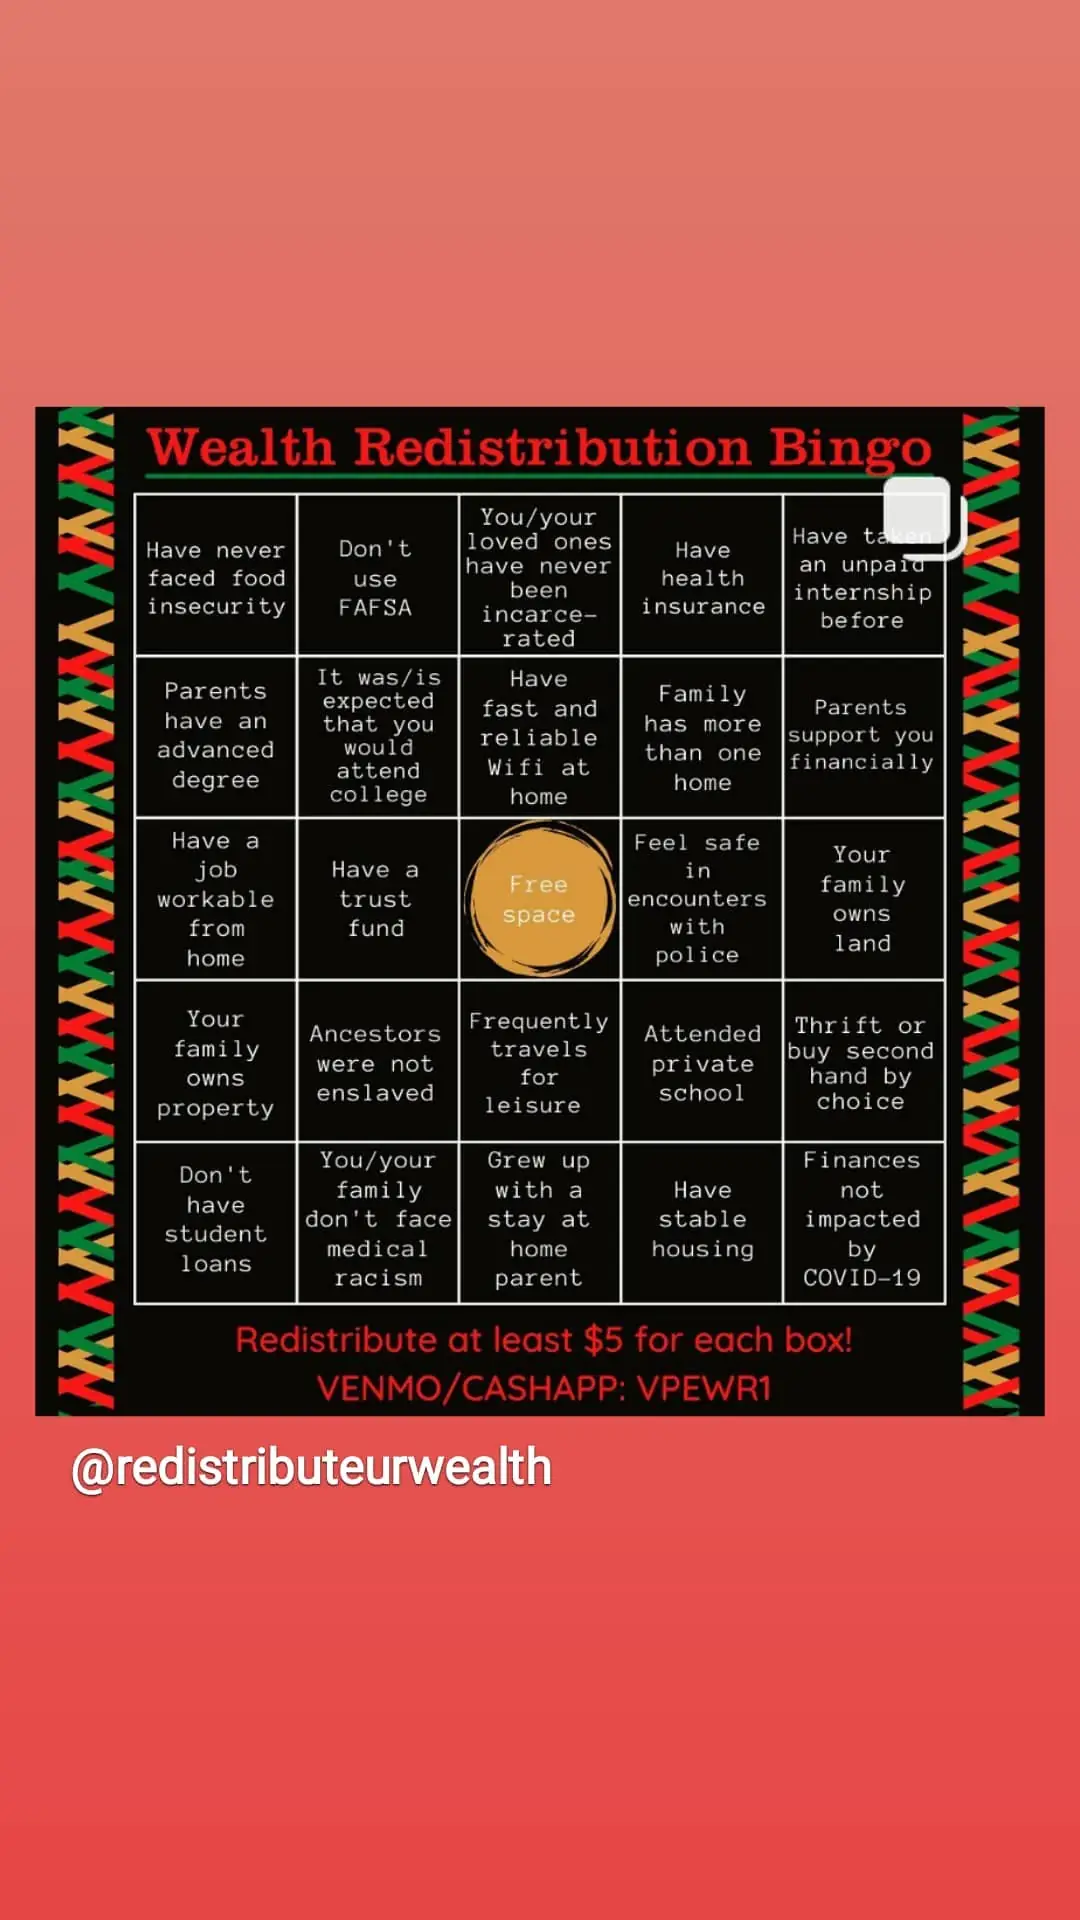 Wealth Redistribution Bingo
Have never
faced food
insecurity
Don't
use
FAFSA
You/your
loved ones
have never
been
incarce-
rated
Have
health
insurance
Have taken
an unpaid
internship
before
Parents
have an
advanced
degree
It was/is
expected
that you
would
attend
college
Have
fast and
reliable
Wifi at
home
Family
has more
than one
home
Parents
support you
financially
Have a
job
workable
from
home
Have a
trust
fund
Free
space
Feel safe
in
encounters
with
police
Your
family
owns
land
Your
family
owns
property
Ancestors
were not
enslaved
Frequently
travels
for
leisure
Attended
private
school
Thrift or
buy second
hand by
choice
Don't
have
student
loans
You/your
family
don't face
medical
racism
Grew up
with a
stay at
home
parent
Have
stable
housing
Finances
not
impacted
by
COVID-19
Redistribute at least $5 for each box!
VENMO/CASHAPP: VPEWR1
@redistributeurwealth